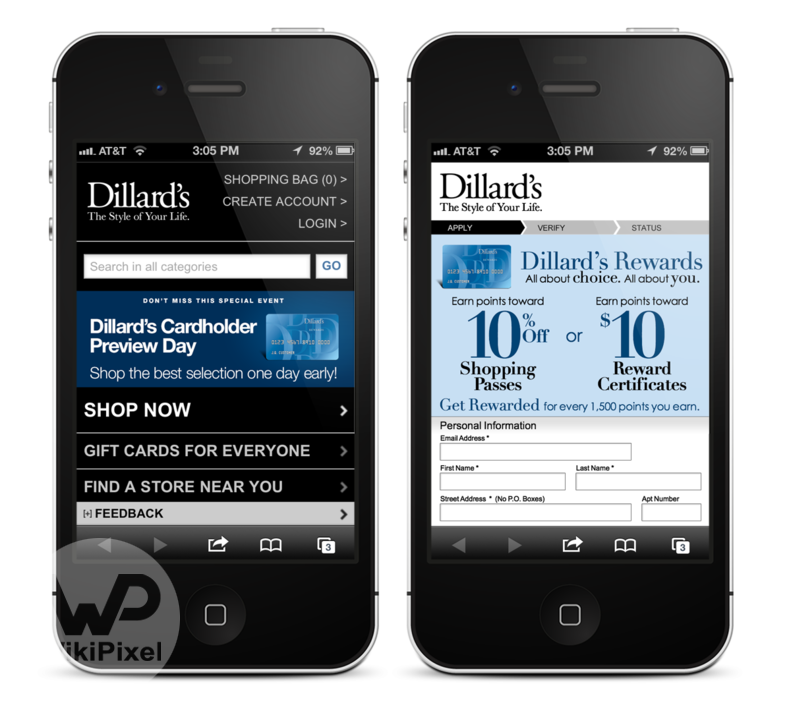 AT&T 3:05 PM 92%
Dillard's
The Style of Your Life.
SHOPPING BAG (0) >
CREATE ACCOUNT >
LOGIN >
Search in all categories GO
DON'T MISS THIS SPECIAL EVENT
Dillard's Cardholder
Preview Day
Dillard's
Shop the best selection one day early!
SHOP NOW
GIFT CARDS FOR EVERYONE
FIND A STORE NEAR YOU
[+] FEEDBACK
3
WP
ikiPixel
AT&T 3:05 PM 92%
Dillard's
The Style of Your Life.
APPLY VERIFY STATUS
Dillard's
Dillard's Rewards
All about choice. All about you.
Earn points toward
10% Off
Shopping
Passes
or
Earn points toward
$10
Reward
Certificates
Get Rewarded for every 1,500 points you earn.
Personal Information
Email Address *
First Name * Last Name *
Street Address * (No P.O. Boxes) Apt Number
3